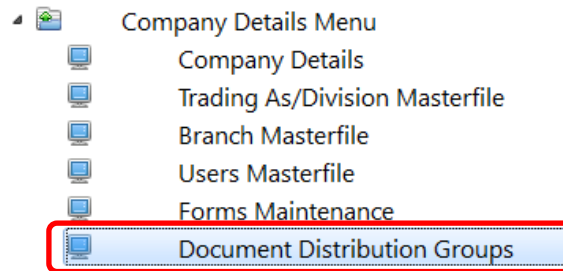 Company Details Menu
Company Details
Trading As/Division Masterfile
Branch Masterfile
Users Masterfile
Forms Maintenance
Document Distribution Groups